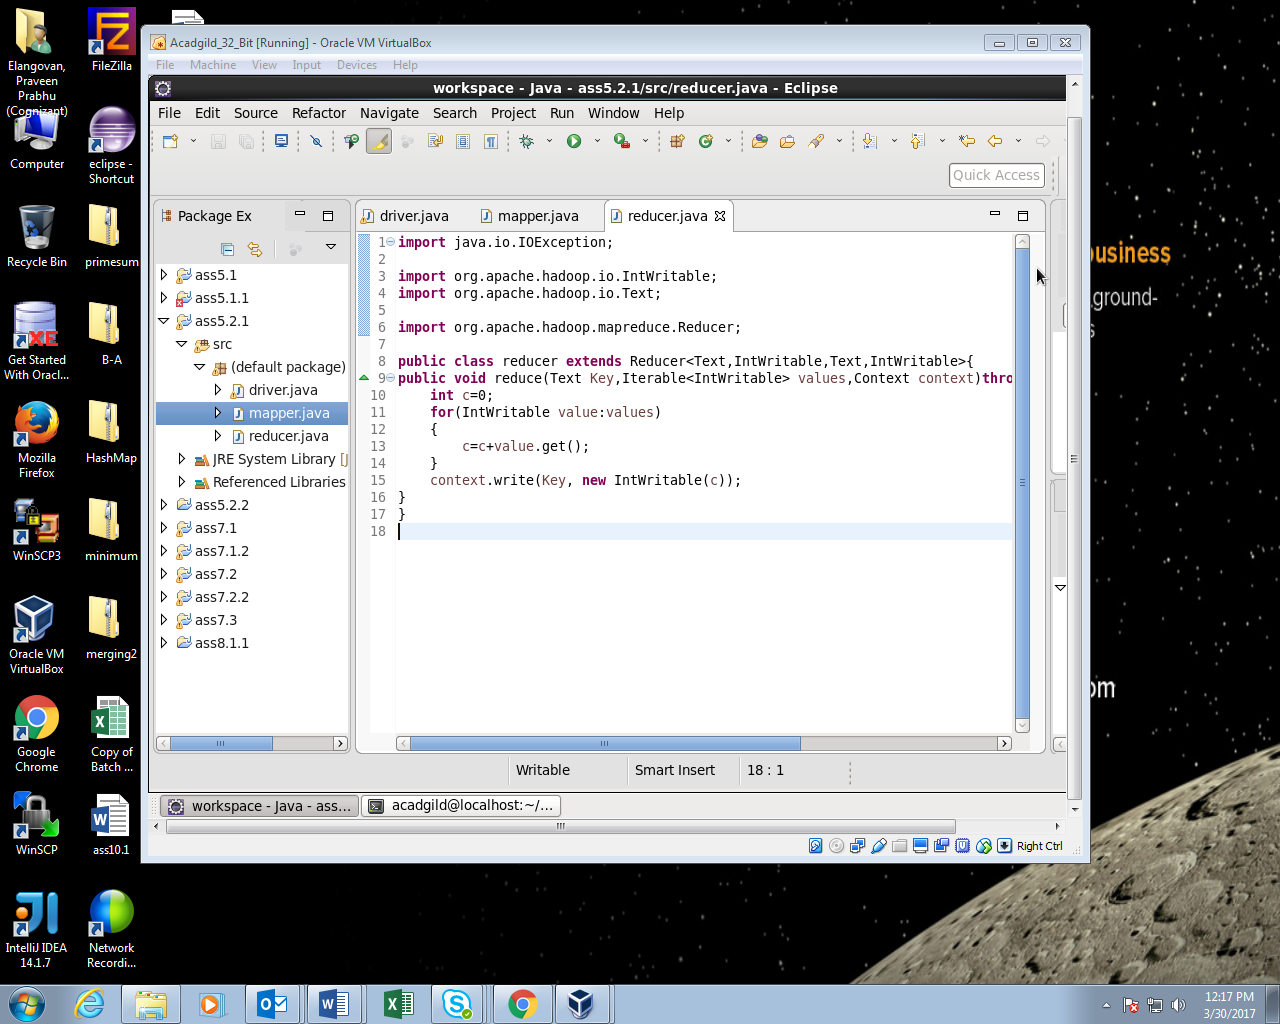 Elangovan,
Praveen
Prabhu
(Cognizant)
FileZilla
Computer
eclipse -
Shortcut
Recycle Bin
primesum
Get Started
With Oracl...
B-A
Mozilla
Firefox
HashMap
WinSCP3
minimum
Oracle VM
VirtualBox
merging2
Google
Chrome
Copy of
Batch ...
WinSCP
ass10.1
IntelliJ IDEA
14.1.7
Network
Recordi...
Acadgild_32_Bit [Running] - Oracle VM VirtualBox
File Machine View Input Devices Help
workspace - Java - ass5.2.1/src/reducer.java - Eclipse
File Edit Source Refactor Navigate Search Project Run Window Help
Quick Access
Package Ex
driver.java mapper.java reducer.java
ass5.1
ass5.1.1
ass5.2.1
src
(default package)
driver.java
mapper.java
reducer.java
JRE System Library [J
Referenced Libraries
ass5.2.2
ass7.1
ass7.1.2
ass7.2
ass7.2.2
ass7.3
ass8.1.1
1 import java.io.IOException;
2
3 import org.apache.hadoop.io.IntWritable;
4 import org.apache.hadoop.io.Text;
5
6 import org.apache.hadoop.mapreduce.Reducer;
7
8 public class reducer extends Reducer<Text,IntWritable,Text,IntWritable>{
9 public void reduce(Text Key,Iterable<IntWritable> values,Context context)thro
10 int c=0;
11 for(IntWritable value:values)
12 {
13 c=c+value.get();
14 }
15 context.write(Key, new IntWritable(c));
16 }
17 }
18
Writable Smart Insert 18 : 1
workspace - Java - ass... acadgild@localhost:~/...
Right Ctrl
business
ground-
s
om
12:17 PM
3/30/2017